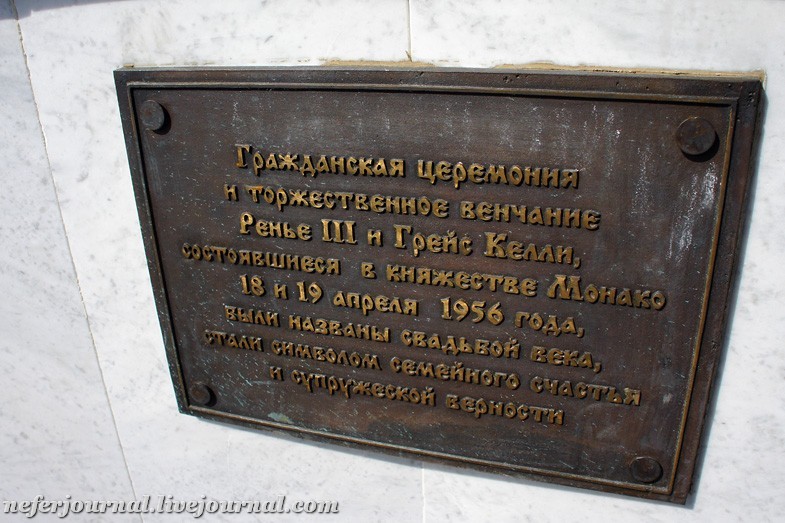 Гражданская церемония
и торжественное венчание
Ренье III и Грейс Келли,
состоявшиеся в княжестве Монако
18 и 19 апреля 1956 года,
были названы свадьбой века,
стали символом семейного счастья
и супружеской верности
neferjournal.livejournal.com